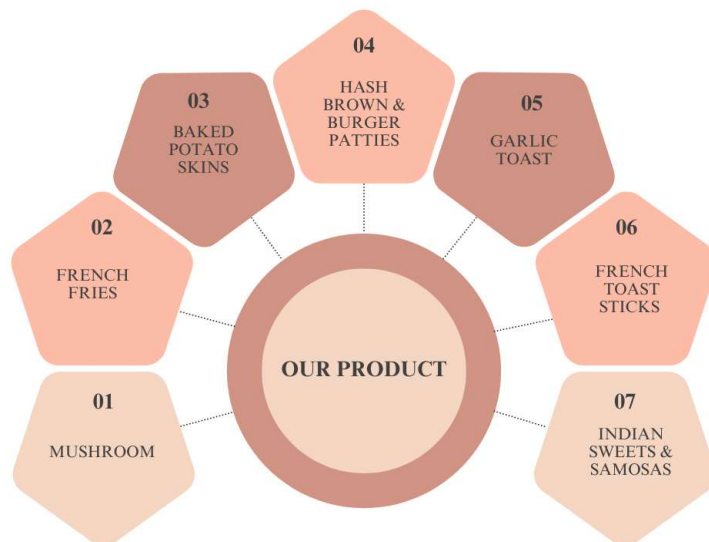 01
MUSHROOM
02
FRENCH
FRIES
03
BAKED
POTATO
SKINS
04
HASH
BROWN &
BURGER
PATTIES
05
GARLIC
TOAST
06
FRENCH
TOAST
STICKS
07
INDIAN
SWEETS &
SAMOSAS
OUR PRODUCT